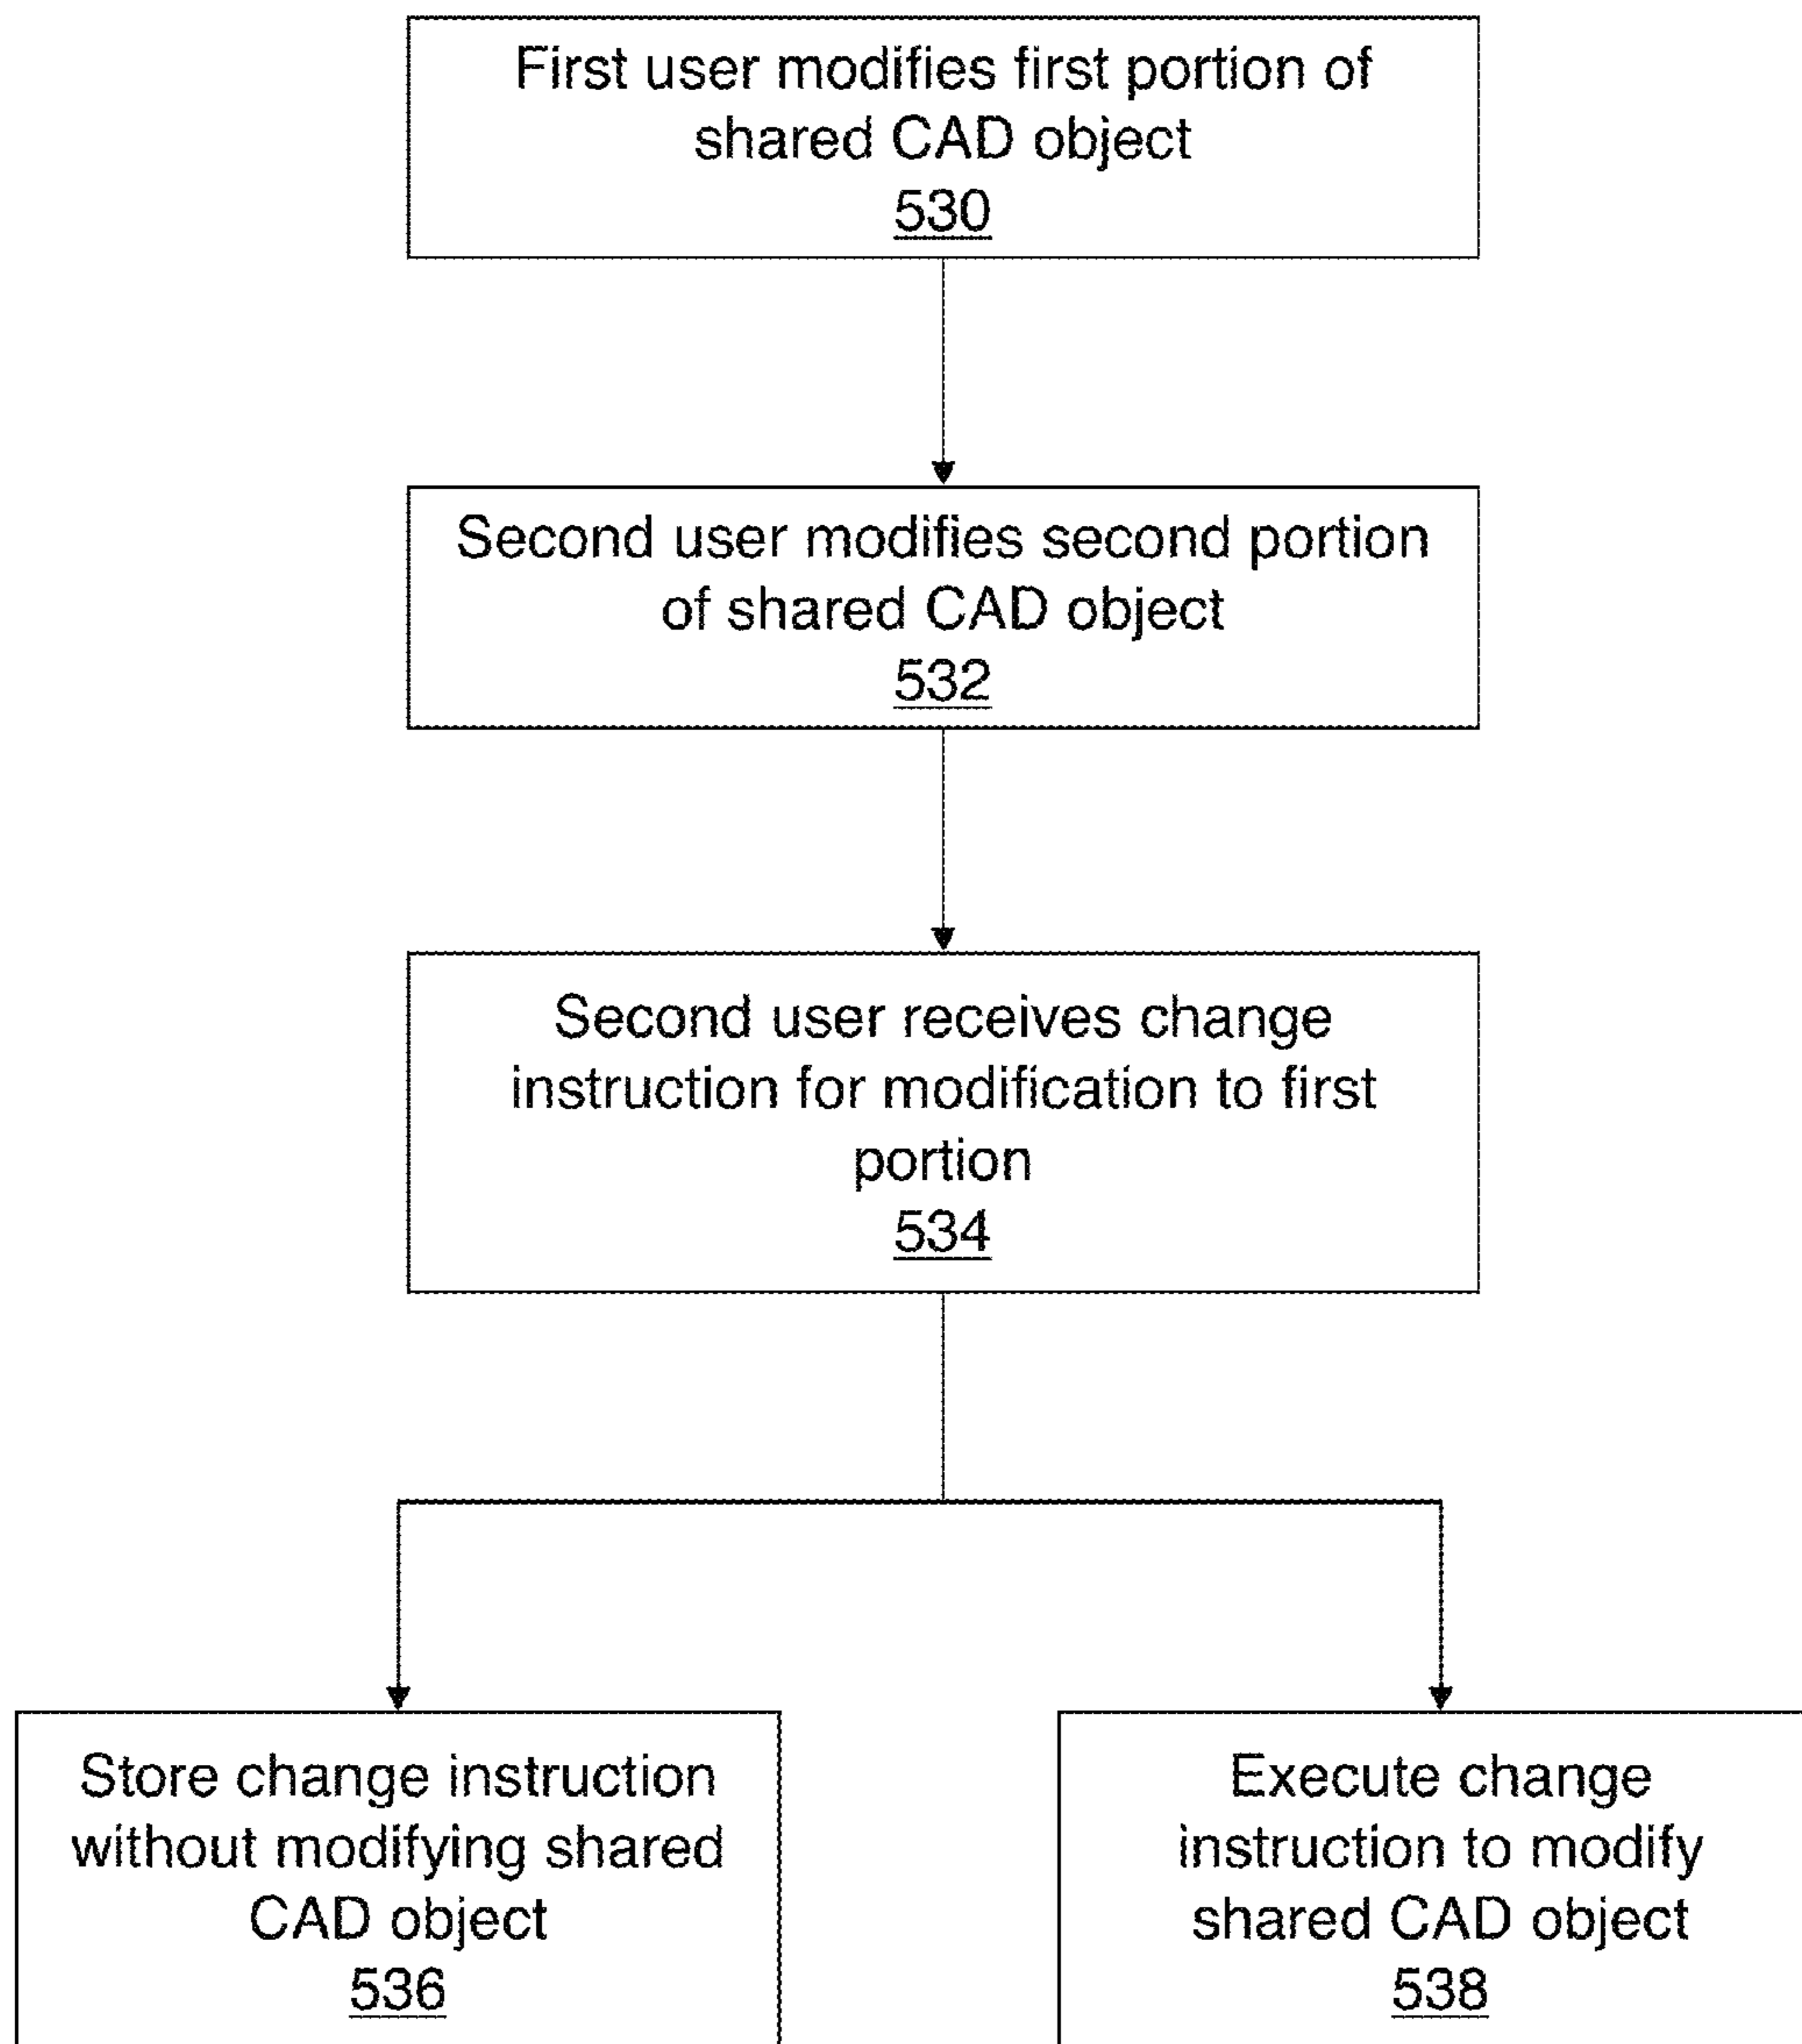 First user modifies first portion of
shared CAD object
530
Second user modifies second portion
of shared CAD object
532
Second user receives change
instruction for modification to first
portion
534
Store change instruction
without modifying shared
CAD object
536
Execute change
instruction to modify
shared CAD object
538